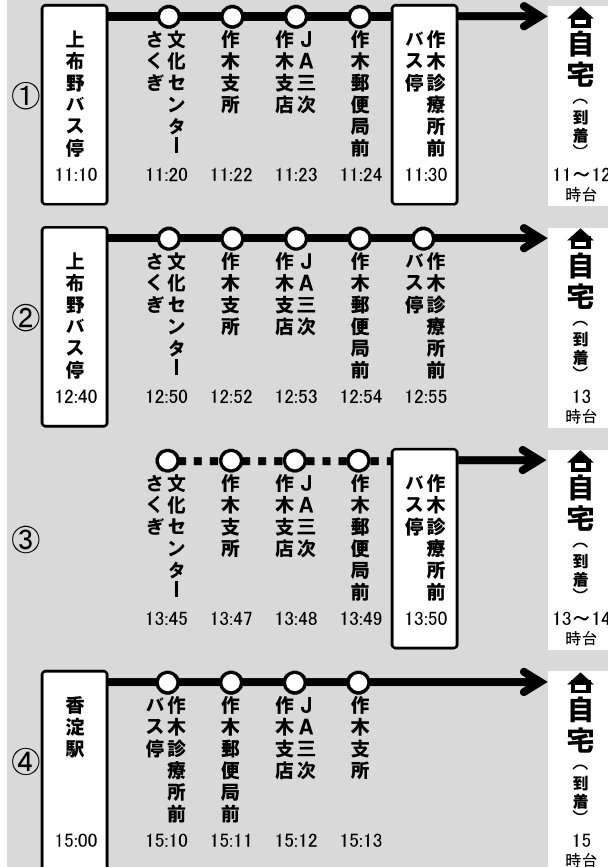 ①
上布野バス停
11:10
文化センター
さくぎ
11:20
作木支所
11:22
JA三次
作木支店
11:23
作木郵便局前
11:24
作木診療所前
バス停
11:30
自宅
（到着）
11～12
時台
②
上布野バス停
12:40
文化センター
さくぎ
12:50
作木支所
12:52
JA三次
作木支店
12:53
作木郵便局前
12:54
作木診療所前
バス停
12:55
自宅
（到着）
13
時台
③
文化センター
さくぎ
13:45
作木支所
13:47
JA三次
作木支店
13:48
作木郵便局前
13:49
作木診療所前
バス停
13:50
自宅
（到着）
13～14
時台
④
香淀駅
15:00
作木診療所前
バス停
15:10
作木郵便局前
15:11
JA三次
作木支店
15:12
作木支所
15:13
自宅
（到着）
15
時台